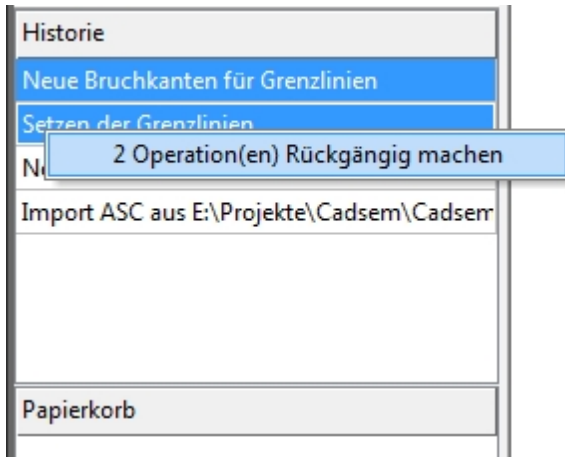 Historie
Neue Bruchkanten für Grenzlinien
Setzen der Grenzlinien
2 Operation(en) Rückgängig machen
Import ASC aus E:\Projekte\Cadsem\Cadsem
Papierkorb